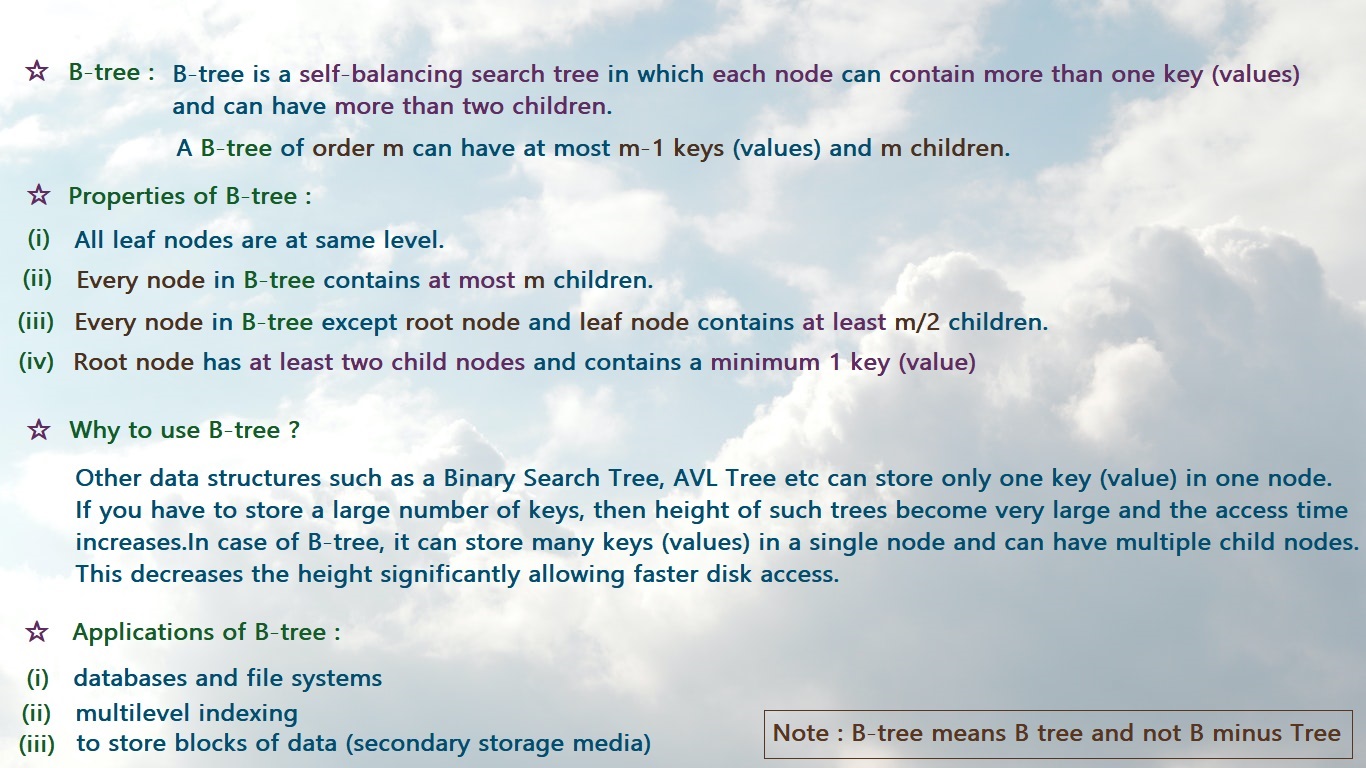 ☆ B-tree : B-tree is a self-balancing search tree in which each node can contain more than one key (values)
and can have more than two children.
A B-tree of order m can have at most m-1 keys (values) and m children.
☆ Properties of B-tree :
(i) All leaf nodes are at same level.
(ii) Every node in B-tree contains at most m children.
(iii) Every node in B-tree except root node and leaf node contains at least m/2 children.
(iv) Root node has at least two child nodes and contains a minimum 1 key (value)
☆ Why to use B-tree ?
Other data structures such as a Binary Search Tree, AVL Tree etc can store only one key (value) in one node.
If you have to store a large number of keys, then height of such trees become very large and the access time
increases.In case of B-tree, it can store many keys (values) in a single node and can have multiple child nodes.
This decreases the height significantly allowing faster disk access.
☆ Applications of B-tree :
(i) databases and file systems
(ii) multilevel indexing
(iii) to store blocks of data (secondary storage media)
Note : B-tree means B tree and not B minus Tree